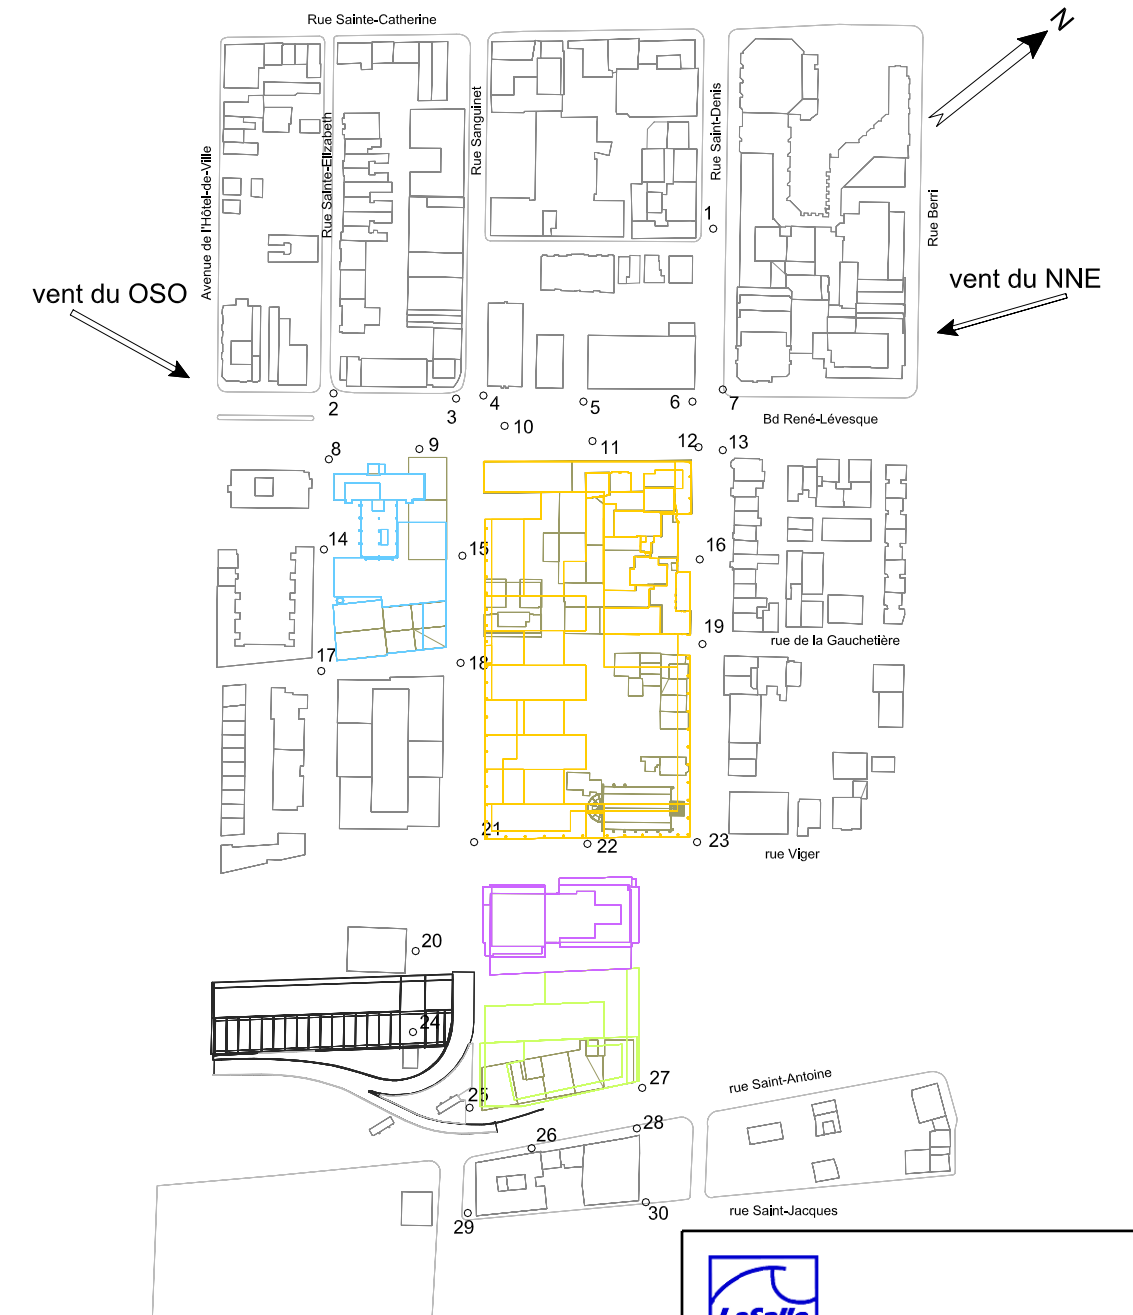 Rue Sainte-Catherine
N
Rue Sanguinet
Rue Saint-Denis
Rue Sainte-Elizabeth
Avenue de l'Hôtel-de-Ville
Rue Berri
1
vent du OSO
vent du NNE
2
3
4
5
6
7
Bd René-Lévesque
8
9
10
11
12
13
14
15
16
17
18
19
rue de la Gauchetière
21
22
23
rue Viger
20
24
25
27
rue Saint-Antoine
26
28
29
30
rue Saint-Jacques
LaSalle